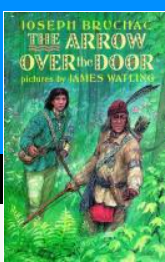 JOSEPH BRUCHAC
THE ARROW
OVER the DOOR
pictures by JAMES WATLING